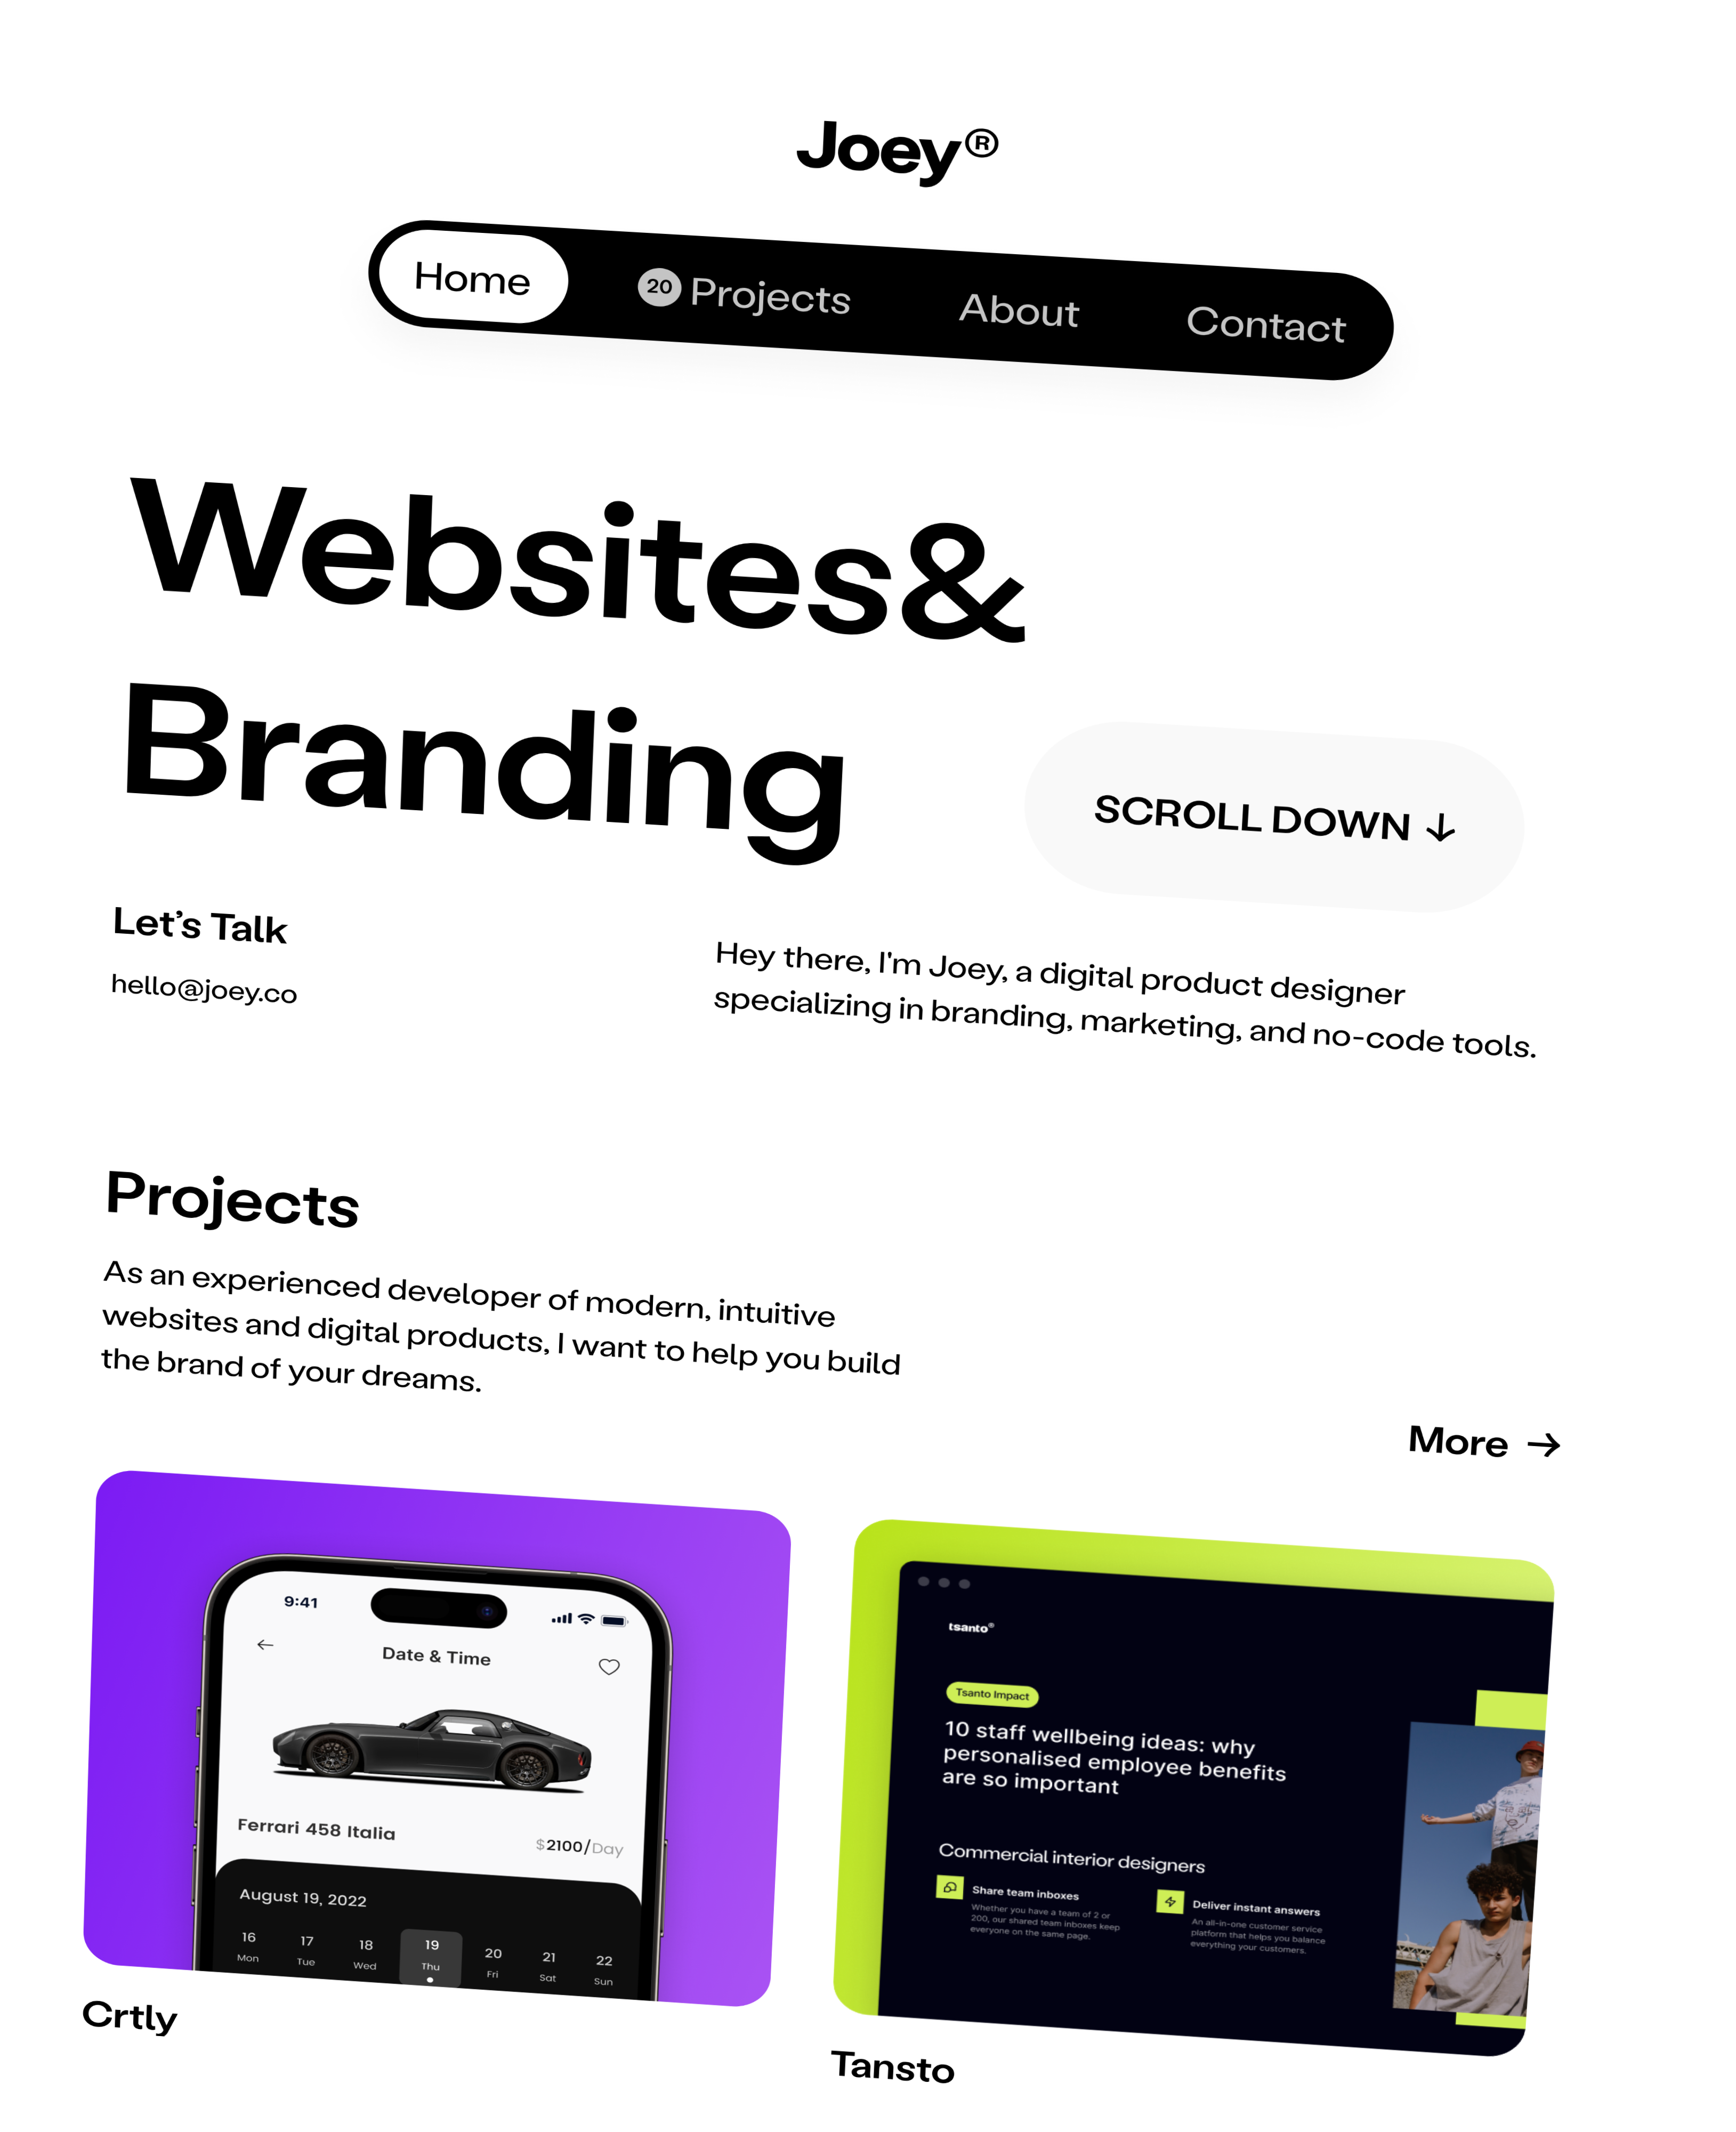 Joey®
Home
20 Projects
About
Contact
Websites&
Branding
SCROLL DOWN ↓
Let’s Talk
hello@joey.co
Hey there, I'm Joey, a digital product designer
specializing in branding, marketing, and no-code tools.
Projects
As an experienced developer of modern, intuitive
websites and digital products, I want to help you build
the brand of your dreams.
More →
9:41
Date & Time
Ferrari 458 Italia
$2100/Day
August 19, 2022
16 17 18 19 20 21 22
Mon Tue Wed Thu Fri Sat Sun
Crtly
tsanto®
Tsanto Impact
10 staff wellbeing ideas: why
personalised employee benefits
are so important
Commercial interior designers
Share team inboxes
Whether you have a team of 2 or
200, our shared team inboxes keep
everyone on the same page.
Deliver instant answers
An all-in-one customer service
platform that helps you balance
everything your customers.
Tansto